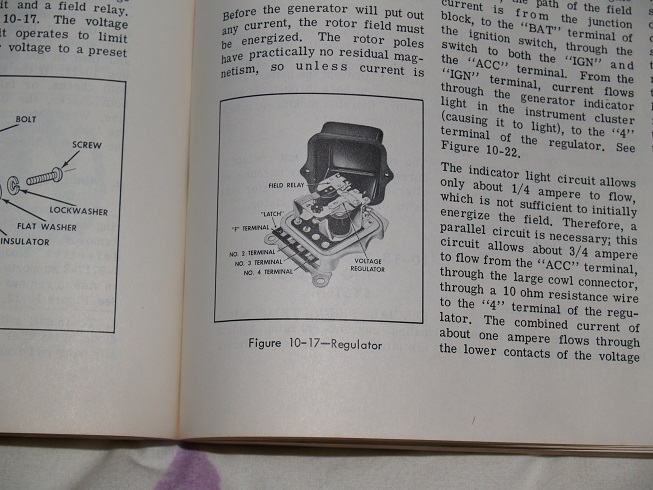 it and a field relay.
10-17. The voltage
it operates to limit
voltage to a preset
BOLT
SCREW
LOCKWASHER
FLAT WASHER
INSULATOR
Before the generator will put out
any current, the rotor field must
be energized. The rotor poles
have practically no residual mag-
netism, so unless current is
FIELD RELAY
"LATCH"
"F" TERMINAL
NO. 2 TERMINAL
NO. 3 TERMINAL
NO. 4 TERMINAL
VOLTAGE
REGULATOR
Figure 10-17—Regulator
the path of the field
current is from the junction
block, to the "BAT" terminal of
the ignition switch, through the
switch to both the "IGN" and
the "ACC" terminal. From the
"IGN" terminal, current flows
through the generator indicator
light in the instrument cluster
(causing it to light), to the "4"
terminal of the regulator. See
Figure 10-22.
The indicator light circuit allows
only about 1/4 ampere to flow,
which is not sufficient to initially
energize the field. Therefore, a
parallel circuit is necessary; this
circuit allows about 3/4 ampere
to flow from the "ACC" terminal,
through the large cowl connector,
through a 10 ohm resistance wire
to the "4" terminal of the regu-
lator. The combined current of
about one ampere flows through
the lower contacts of the voltage